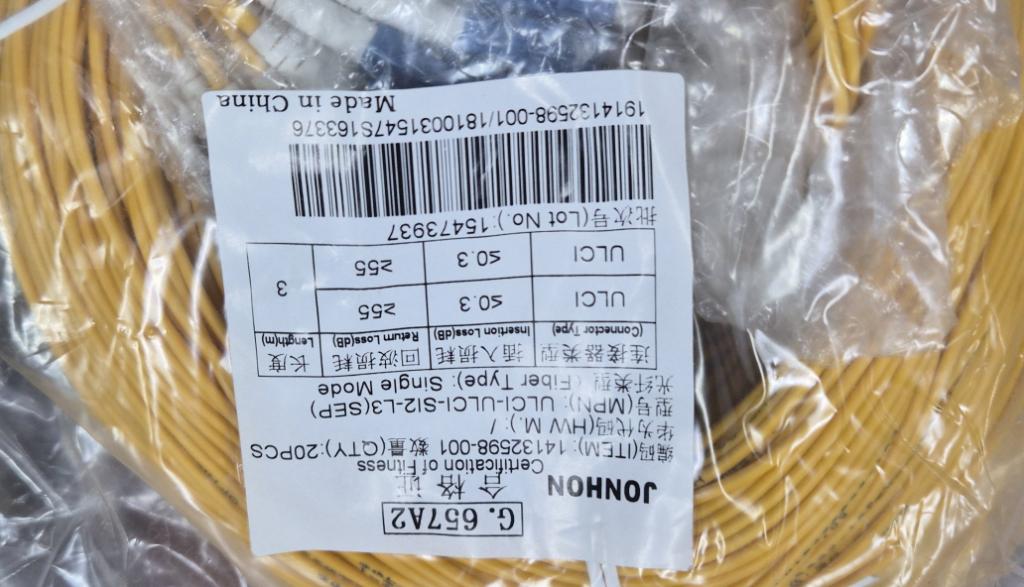 G. 657A2
JONHON 合格证
Certification of Fitness
编码(ITEM): 14132598-001 数量(QTY):20PCS
华为代码(HW M.): /
型号(MPN): ULCI-ULCI-SI2-L3(SEP)
光纤类型 (Fiber Type): Single Mode
连接器类型 插入损耗 回波损耗 长度
(Connector Type) Insertion Loss(dB) Return Loss(dB) Length(m)
ULCI ≤0.3 ≥55 3
ULCI ≤0.3 ≥55
批次号(Lot No.): 15473937
1914132598-001/1810031547S163376
Made in China